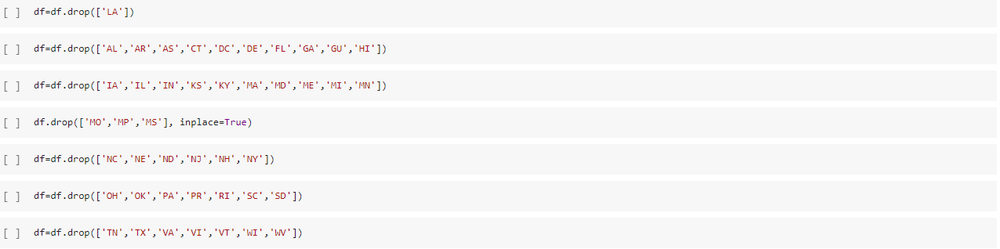 [ ] df=df.drop(['LA'])
[ ] df=df.drop(['AL','AR','AS','CT','DC','DE','FL','GA','GU','HI'])
[ ] df=df.drop(['IA','IL','IN','KS','KY','MA','MD','ME','MI','MN'])
[ ] df.drop(['MO','MP','MS'], inplace=True)
[ ] df=df.drop(['NC','NE','ND','NJ','NH','NY'])
[ ] df=df.drop(['OH','OK','PA','PR','RI','SC','SD'])
[ ] df=df.drop(['TN','TX','VA','VI','VT','WI','WV'])